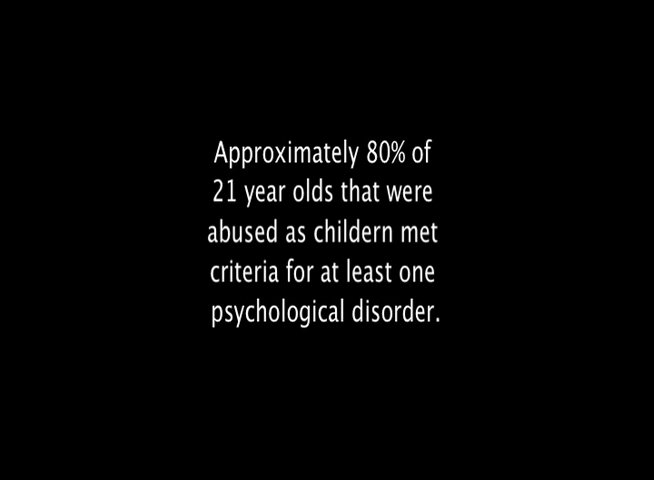 Approximately 80% of
21 year olds that were
abused as childern met
criteria for at least one
psychological disorder.